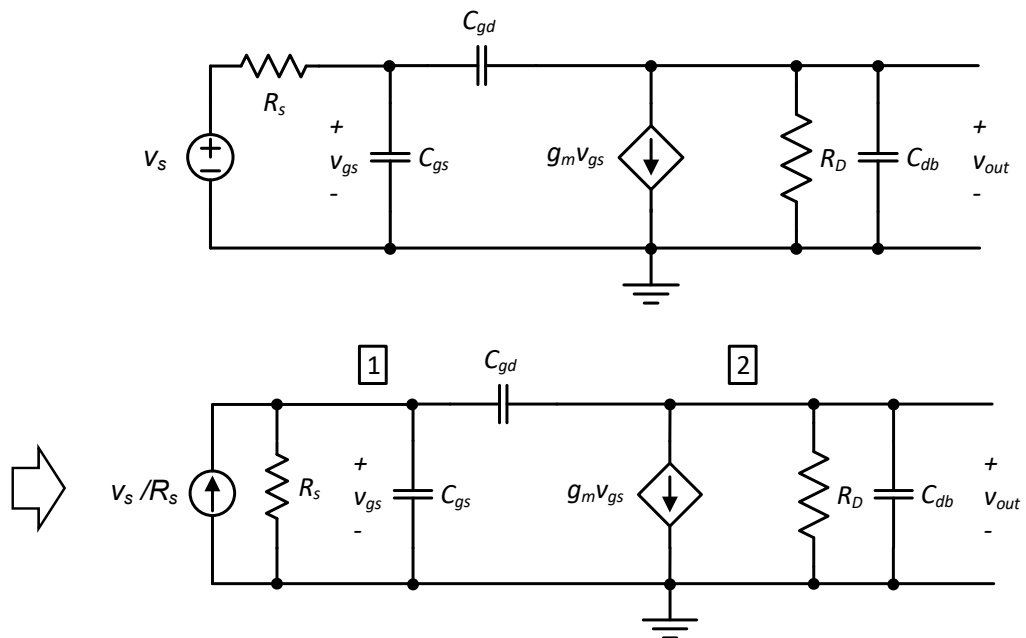 C_gd
R_s
v_s
+
v_gs
-
C_gs
g_m v_gs
R_D
C_db
+
v_out
-
1
C_gd
2
v_s /R_s
R_s
+
v_gs
-
C_gs
g_m v_gs
R_D
C_db
+
v_out
-